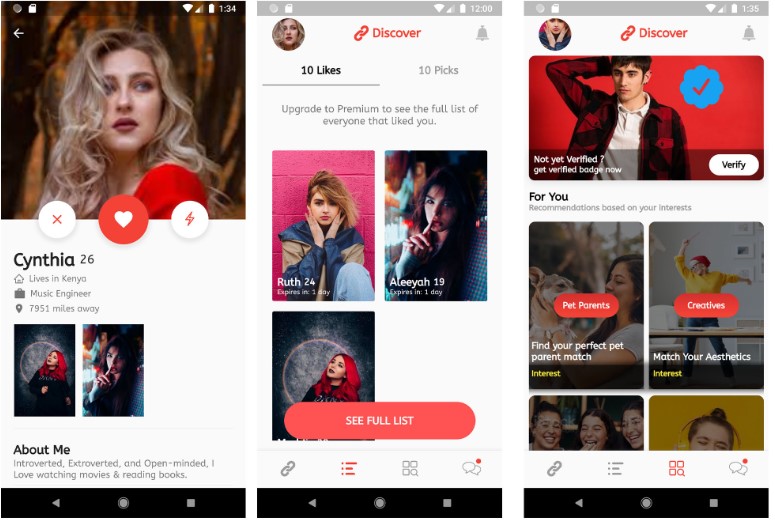 1:34
Cynthia 26
Lives in Kenya
Music Engineer
7951 miles away
About Me
Introverted, Extroverted, and Open-minded, I
Love watching movies & reading books.
12:00
Discover
10 Likes
10 Picks
Upgrade to Premium to see the full list of
everyone that liked you.
Ruth 24
Expires in: 1 day
Aleeyah 19
Expires in: 1 day
SEE FULL LIST
1:35
Discover
Not yet Verified ?
get verified badge now
Verify
For You
Recommendations based on your interests
Pet Parents
Find your perfect pet
parent match
Interest
Creatives
Match Your Aesthetics
Interest